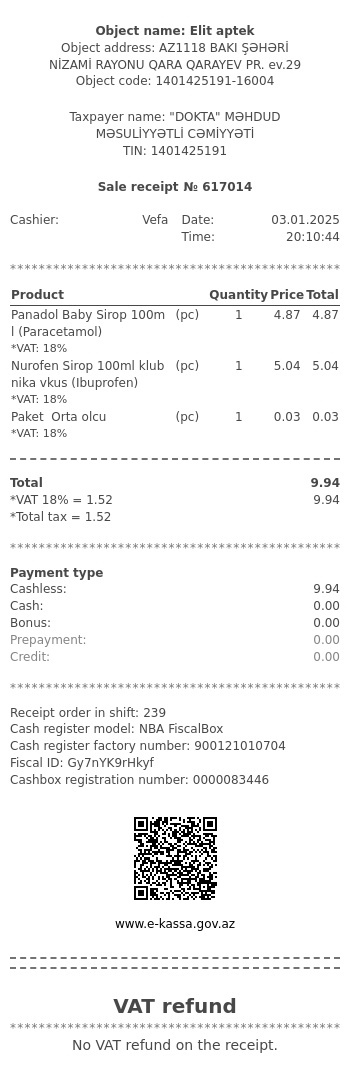 Object name: Elit aptek
Object address: AZ1118 BAKI ŞƏHƏRİ
NİZAMİ RAYONU QARA QARAYEV PR. ev.29
Object code: 1401425191-16004
Taxpayer name: "DOKTA" MƏHDUD
MƏSULİYYƏTLİ CƏMİYYƏTİ
TIN: 1401425191
Sale receipt № 617014
Cashier: Vefa Date: 03.01.2025
Time: 20:10:44
********************************************
Product Quantity Price Total
Panadol Baby Sirop 100m (pc) 1 4.87 4.87
l (Paracetamol)
*VAT: 18%
Nurofen Sirop 100ml klub (pc) 1 5.04 5.04
nika vkus (Ibuprofen)
*VAT: 18%
Paket Orta olcu (pc) 1 0.03 0.03
*VAT: 18%
Total 9.94
*VAT 18% = 1.52 9.94
*Total tax = 1.52
********************************************
Payment type
Cashless: 9.94
Cash: 0.00
Bonus: 0.00
Prepayment: 0.00
Credit: 0.00
********************************************
Receipt order in shift: 239
Cash register model: NBA FiscalBox
Cash register factory number: 900121010704
Fiscal ID: Gy7nYK9rHkyf
Cashbox registration number: 0000083446
www.e-kassa.gov.az
VAT refund
********************************************
No VAT refund on the receipt.